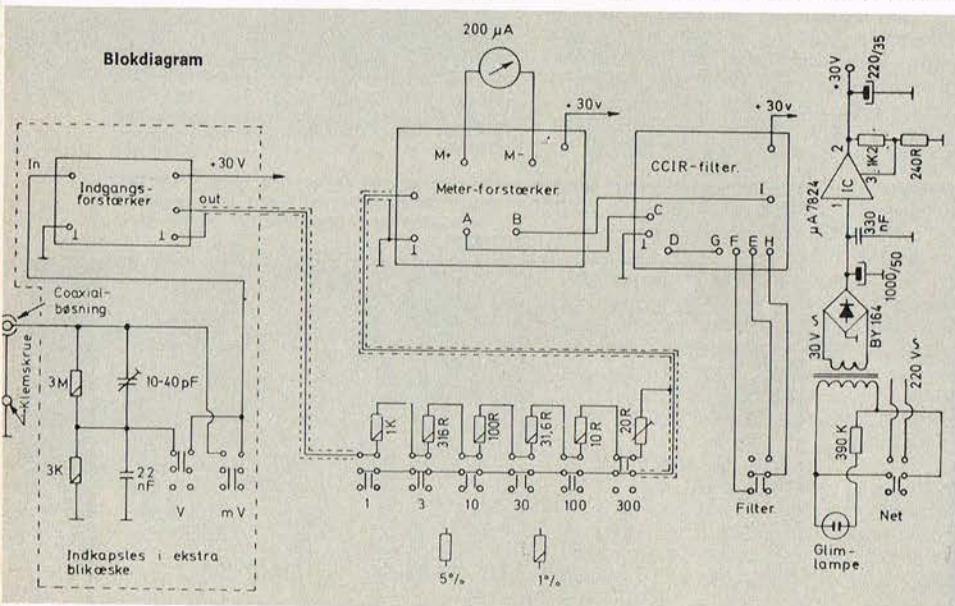 Blokdiagram
200 µA
+ 30v
+ 30v
+30V
220/35
In
+30 V
Indgangs-
forstærker
out
⊥
⊥
M+
M-
Meter-forstærker.
A
B
⊥
CCIR-filter.
I
C
⊥
D
G
F
E
H
2
1K2
3
240R
IC
1
µA 7824
330
nF
1000/50
BY 164
30 V ∿
220 V ∿
390 K
Net
Glim-
lampe
Coaxial-
bøsning
Klemskrue
3M
10-40 pF
3K
22
nF
V
mV
Indkapsles i ekstra
blikæske.
1K
316R
100R
31,6R
10R
20R
1
3
10
30
100
300
Filter
5%
1%